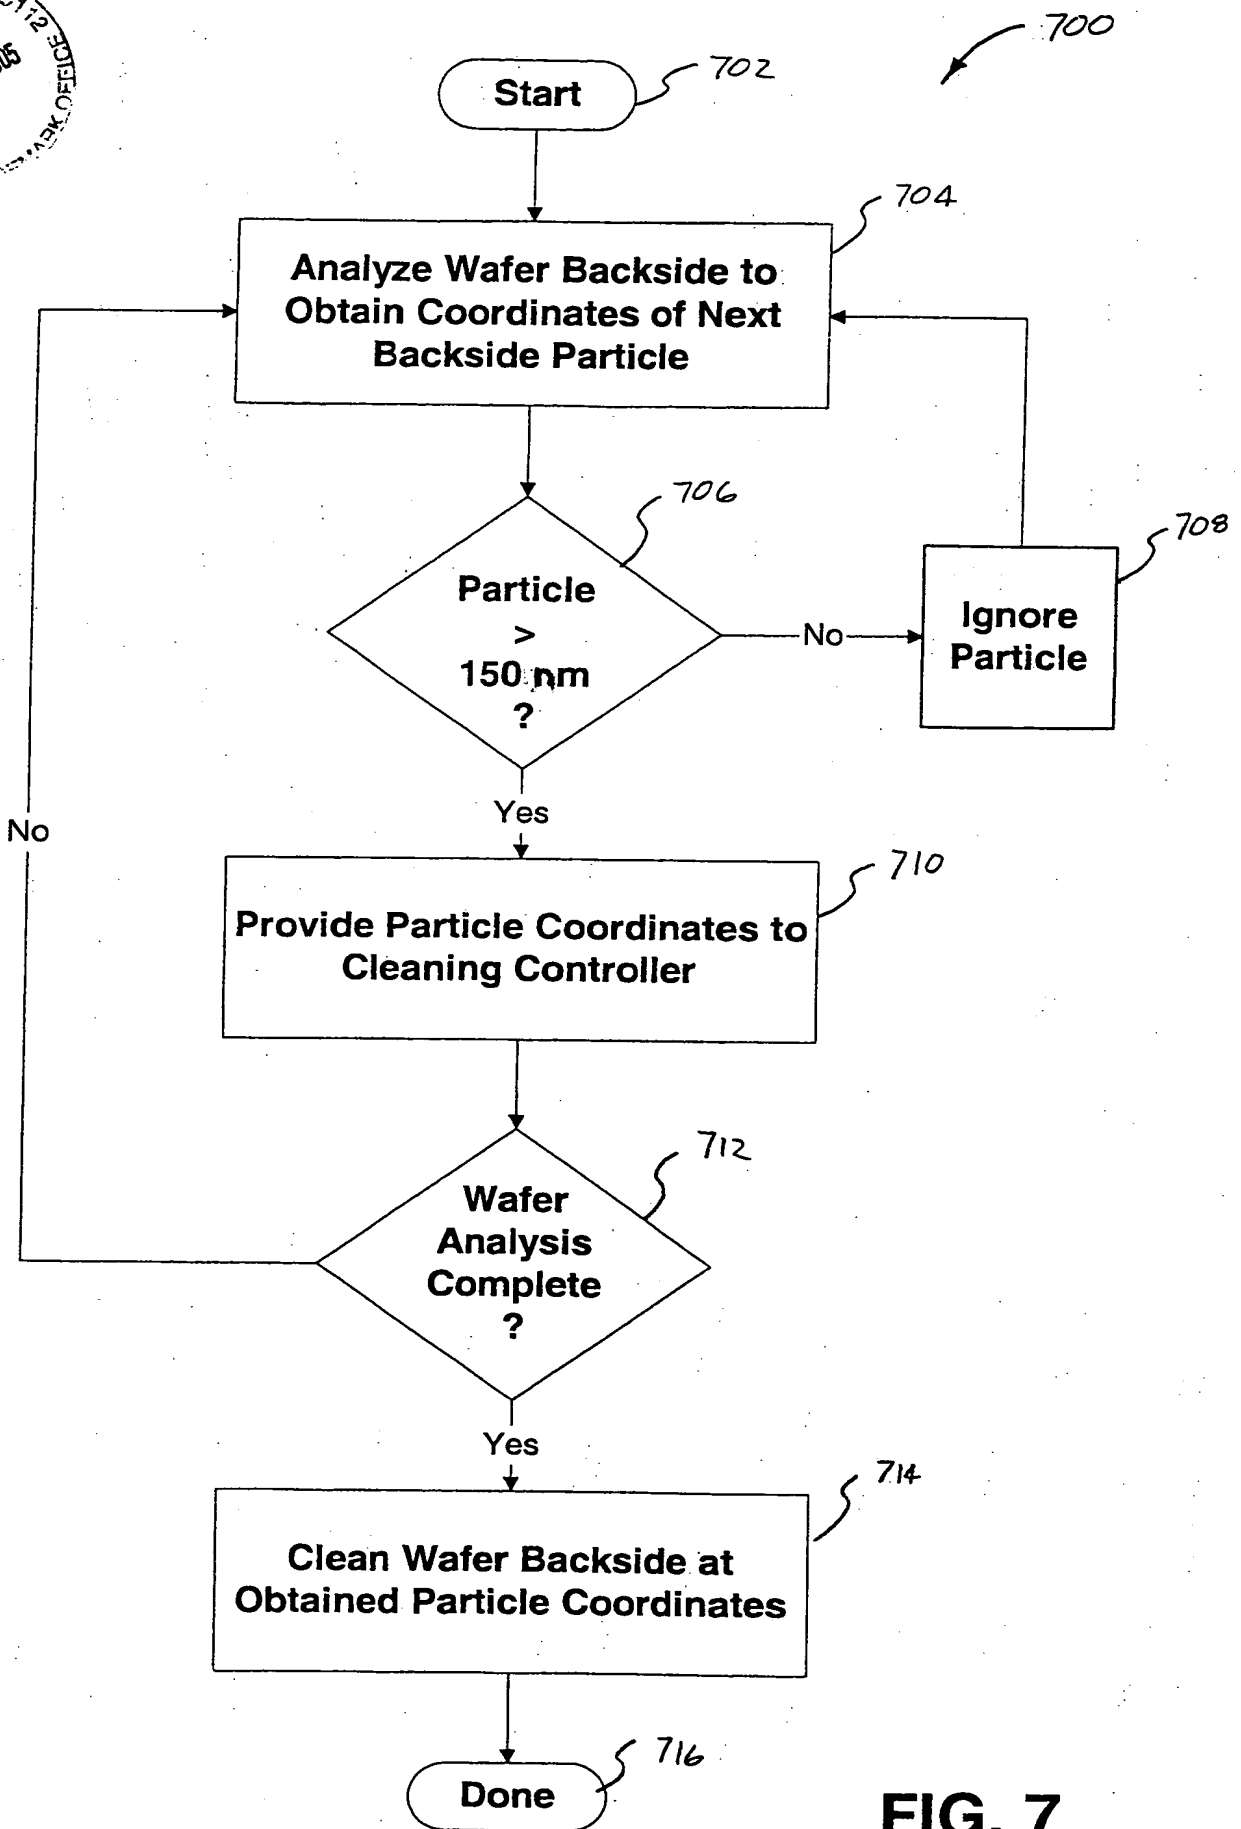 700
Start
702
704
Analyze Wafer Backside to
Obtain Coordinates of Next
Backside Particle
706
Particle
>
150 nm
?
No
708
Ignore
Particle
Yes
No
710
Provide Particle Coordinates to
Cleaning Controller
712
Wafer
Analysis
Complete
?
Yes
714
Clean Wafer Backside at
Obtained Particle Coordinates
716
Done
FIG. 7